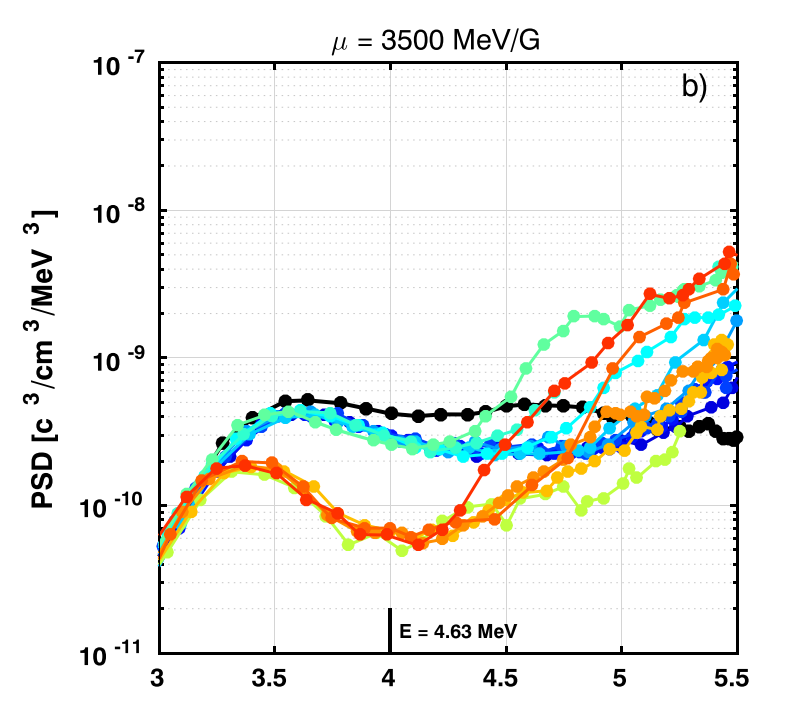 μ = 3500 MeV/G
b)
PSD [c ³/cm ³/MeV ³]
10 ⁻⁷
10 ⁻⁸
10 ⁻⁹
10 ⁻¹⁰
10 ⁻¹¹
E = 4.63 MeV
3 3.5 4 4.5 5 5.5